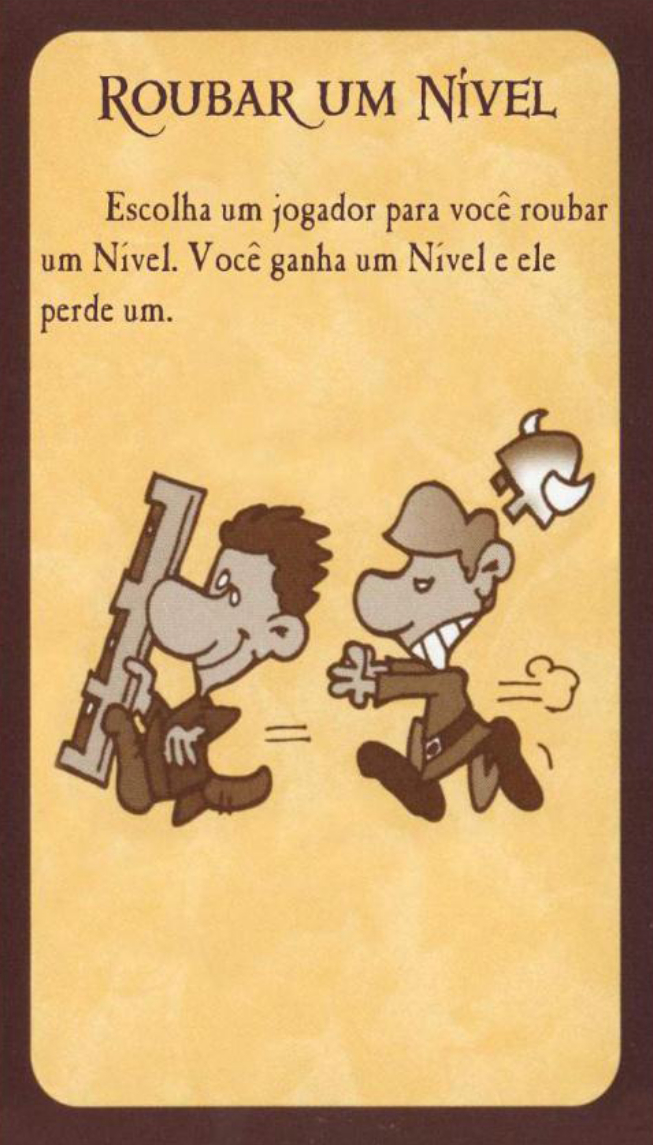 Roubar um Nível
Escolha um jogador para você roubar
um Nível. Você ganha um Nível e ele
perde um.